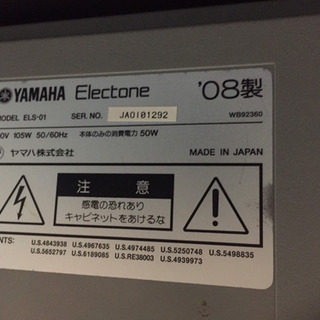 YAMAHA Electone '08製
MODEL ELS-01 SER. NO. JAOI01292 WB92360
0V 105W 50/60Hz 本体のみの消費電力 50W
ヤマハ株式会社 MADE IN JAPAN
注 意
感電の恐れあり
キャビネットをあけるな
NTS: U.S.4843938 U.S.4967635 U.S.4974485 U.S.5250748 U.S.5498835
U.S.5652797 U.S.6189085 U.S.RE38003 U.S.4939973